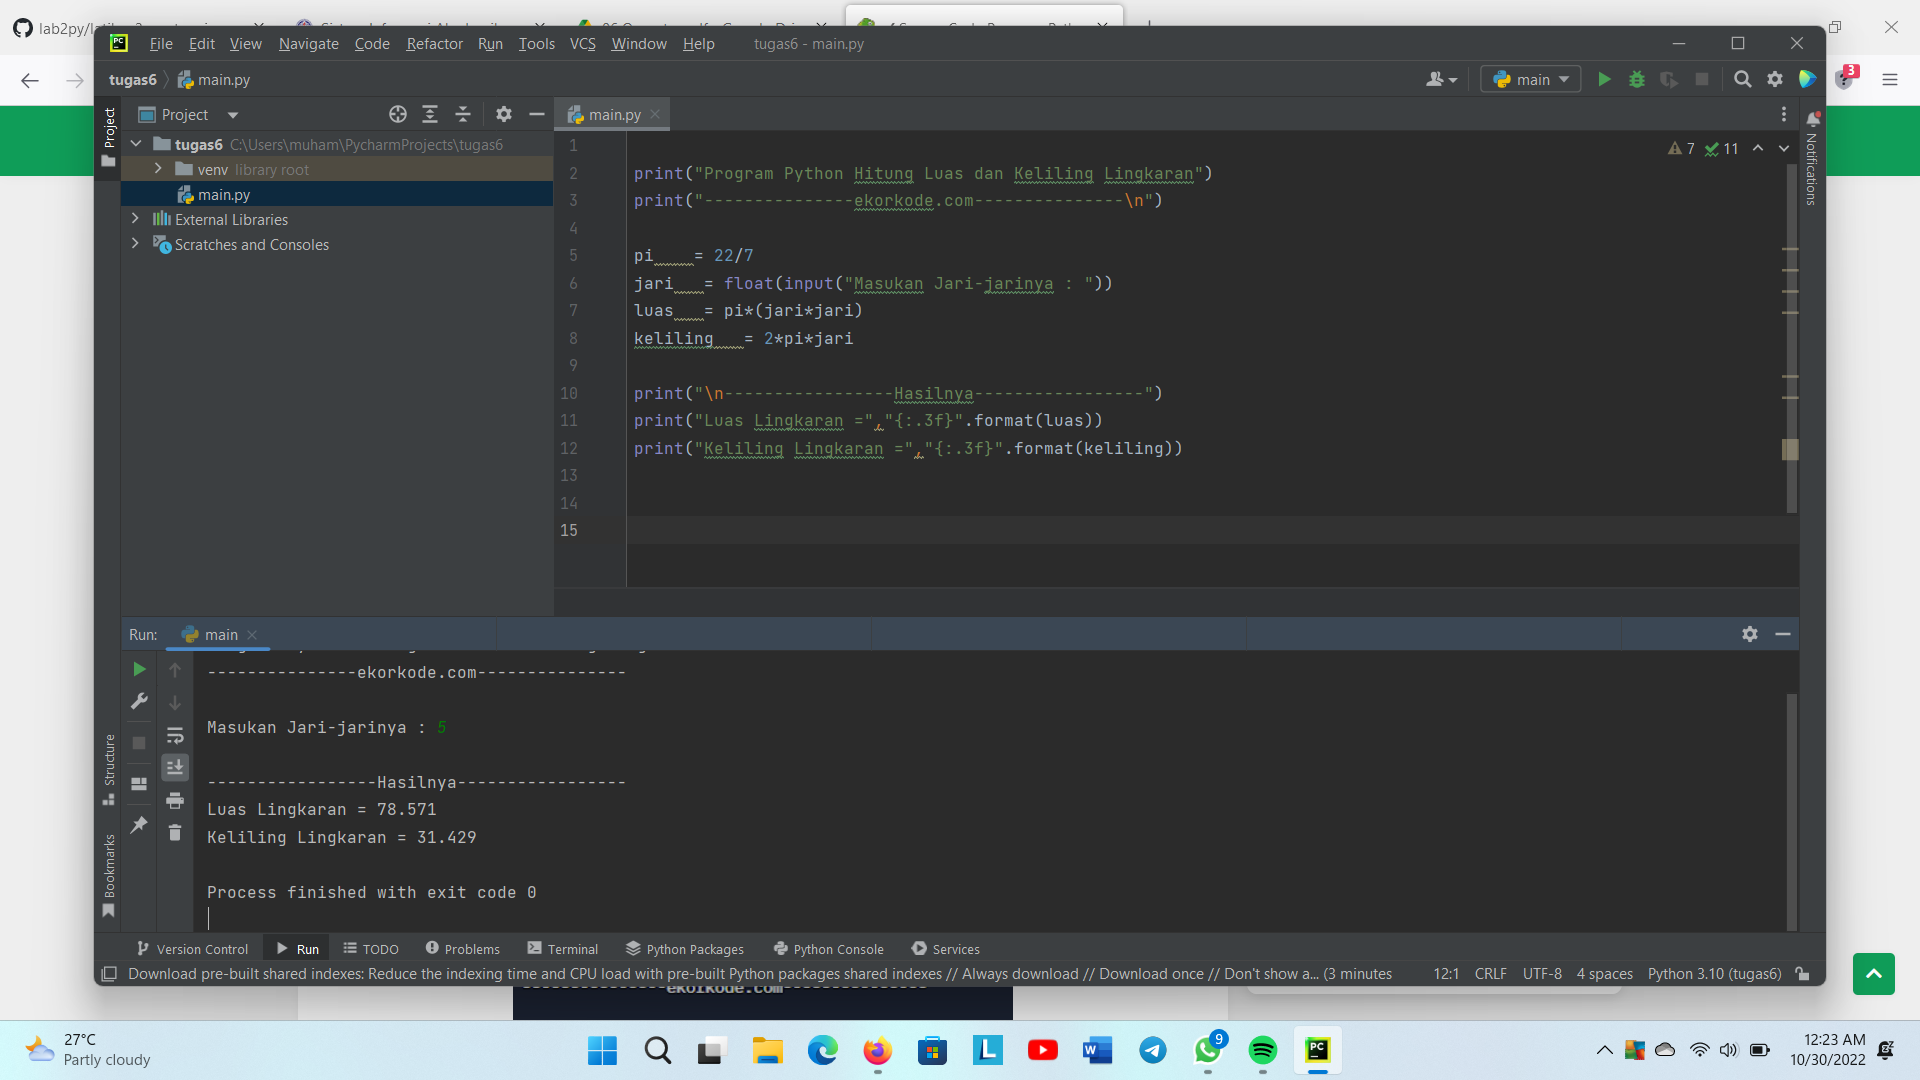 lab2py/
3
File Edit View Navigate Code Refactor Run Tools VCS Window Help tugas6 - main.py
tugas6 main.py
main
Project
Project
main.py
tugas6 C:\Users\muham\PycharmProjects\tugas6
venv library root
main.py
External Libraries
Scratches and Consoles
7 11
Notifications
1
2 print("Program Python Hitung Luas dan Keliling Lingkaran")
3 print("---------------ekorkode.com---------------\n")
4
5 pi    = 22/7
6 jari   = float(input("Masukan Jari-jarinya : "))
7 luas   = pi*(jari*jari)
8 keliling   = 2*pi*jari
9
10 print("\n-----------------Hasilnya-----------------")
11 print("Luas Lingkaran =","{:.3f}".format(luas))
12 print("Keliling Lingkaran =","{:.3f}".format(keliling))
13
14
15
Run: main
---------------ekorkode.com---------------
Masukan Jari-jarinya : 5
-----------------Hasilnya-----------------
Luas Lingkaran = 78.571
Keliling Lingkaran = 31.429
Process finished with exit code 0
Structure
Bookmarks
Version Control Run TODO Problems Terminal Python Packages Python Console Services
Download pre-built shared indexes: Reduce the indexing time and CPU load with pre-built Python packages shared indexes // Always download // Download once // Don't show a... (3 minutes 12:1 CRLF UTF-8 4 spaces Python 3.10 (tugas6)
ekorkode.com
27°C
Partly cloudy
9
12:23 AM
10/30/2022